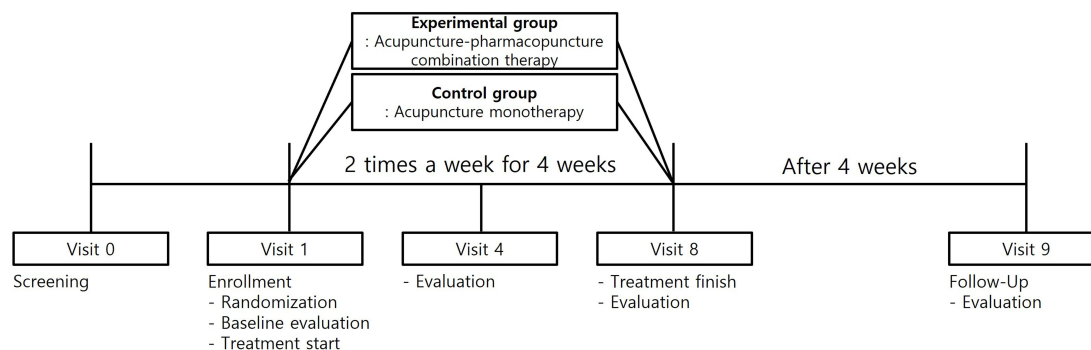 Experimental group
: Acupuncture-pharmacopuncture
combination therapy
Control group
: Acupuncture monotherapy
2 times a week for 4 weeks
After 4 weeks
Visit 0
Visit 1
Visit 4
Visit 8
Visit 9
Screening
Enrollment
- Randomization
- Baseline evaluation
- Treatment start
- Evaluation
- Treatment finish
- Evaluation
Follow-Up
- Evaluation